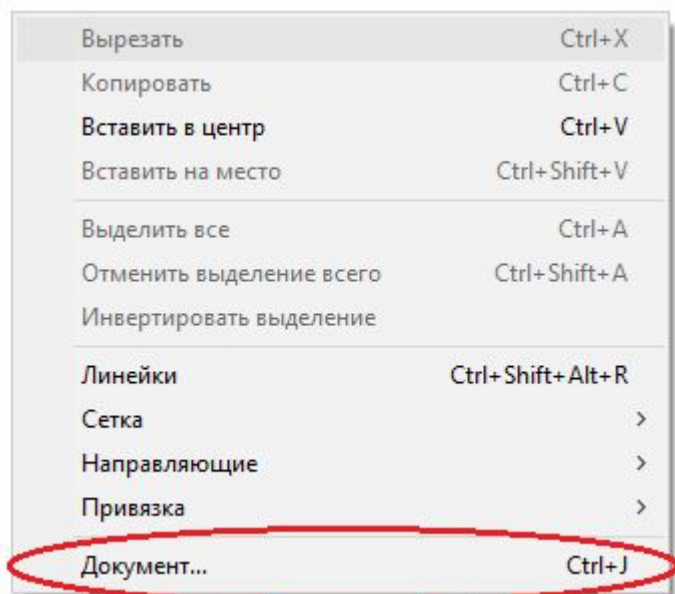 Вырезать Ctrl+X
Копировать Ctrl+C
Вставить в центр Ctrl+V
Вставить на место Ctrl+Shift+V
Выделить все Ctrl+A
Отменить выделение всего Ctrl+Shift+A
Инвертировать выделение
Линейки Ctrl+Shift+Alt+R
Сетка
Направляющие
Привязка
Документ... Ctrl+J